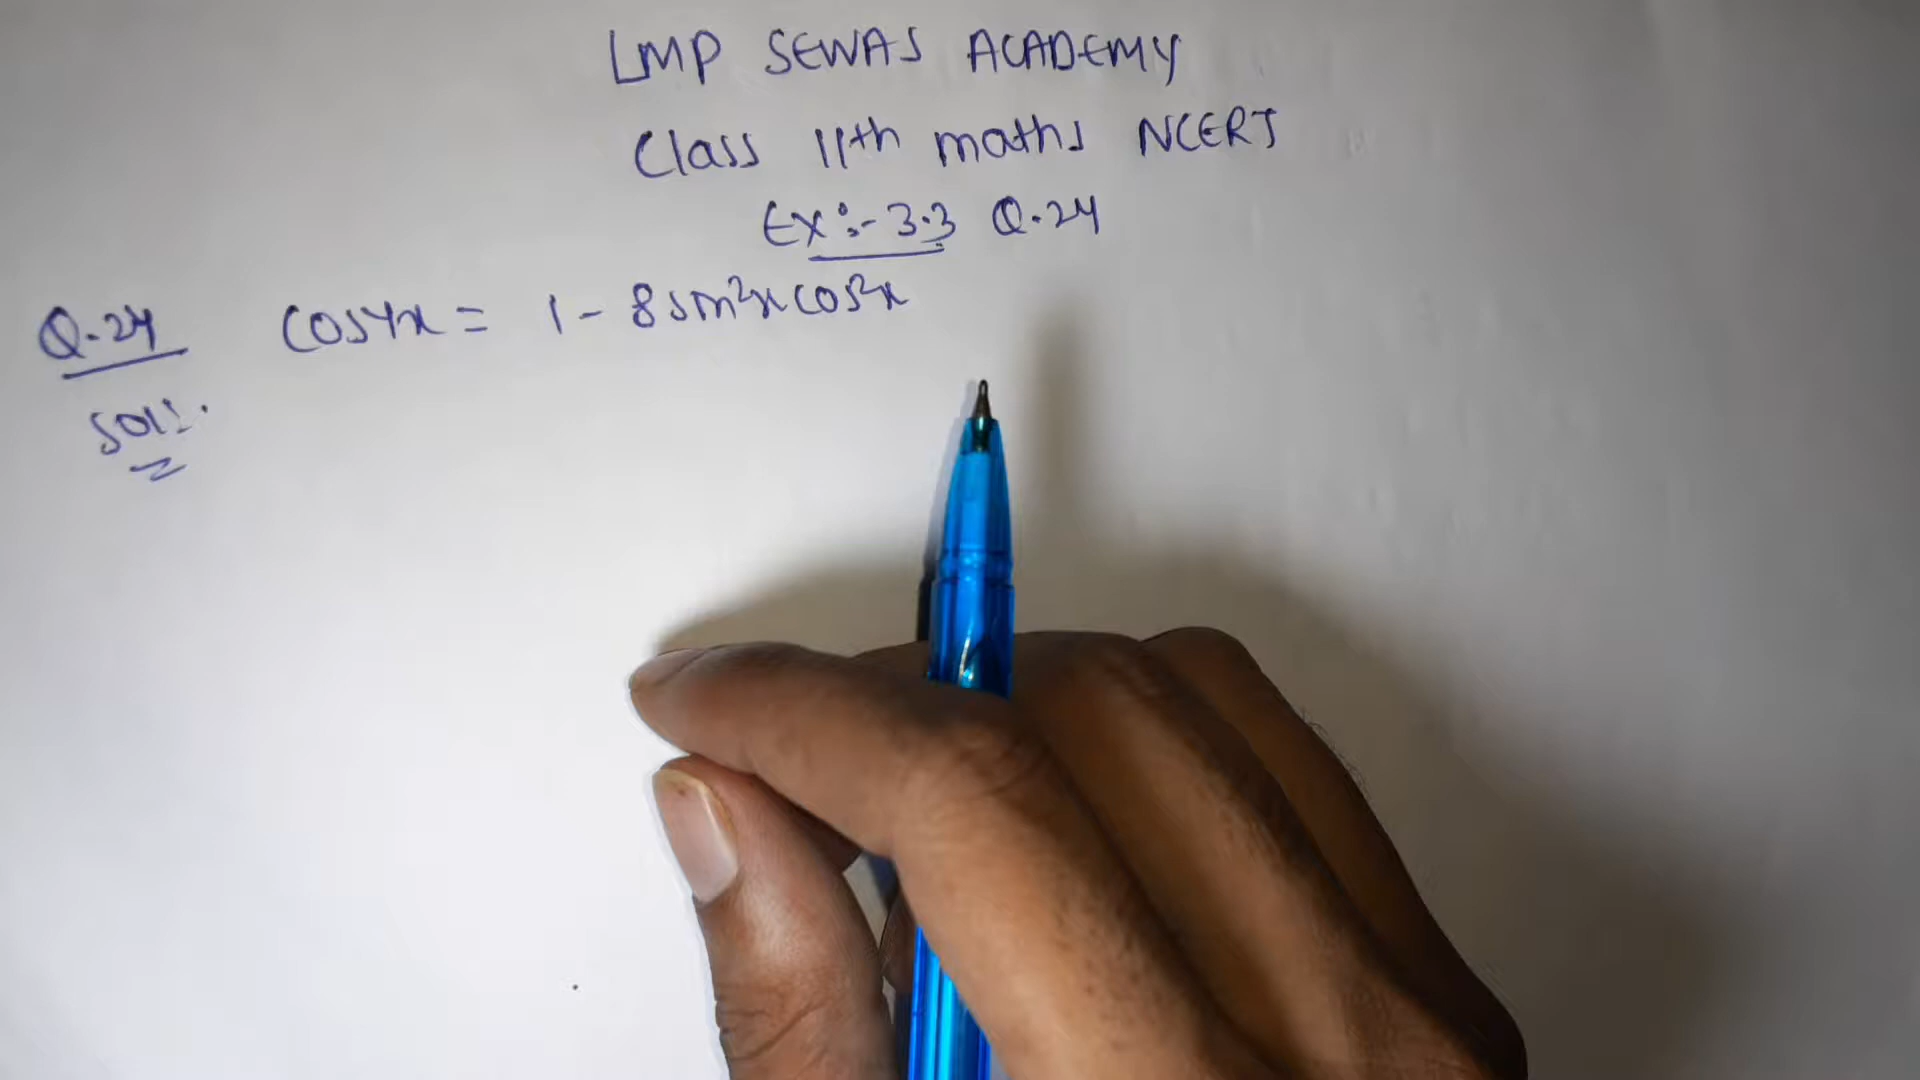 LMP SEWAS ACADEMY
Class 11th maths NCERT
Ex:- 3.3 Q.24
Q.24 cos4x = 1 - 8sin²x cos²x
Sol:.